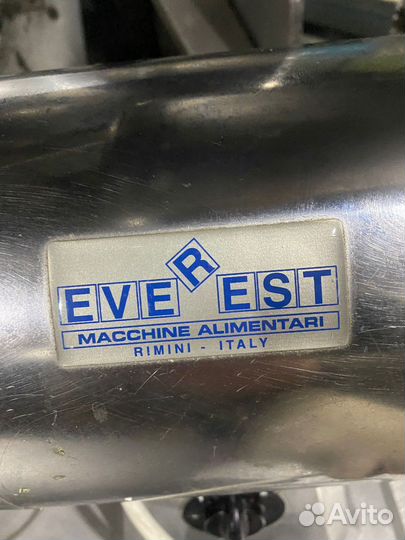 EVEREST
MACCHINE ALIMENTARI
RIMINI - ITALY
Avito